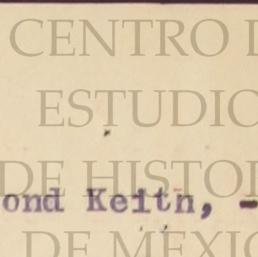 CENTRO
ESTUDIO
DE HISTO
ond Keith, -
DE MEXIC